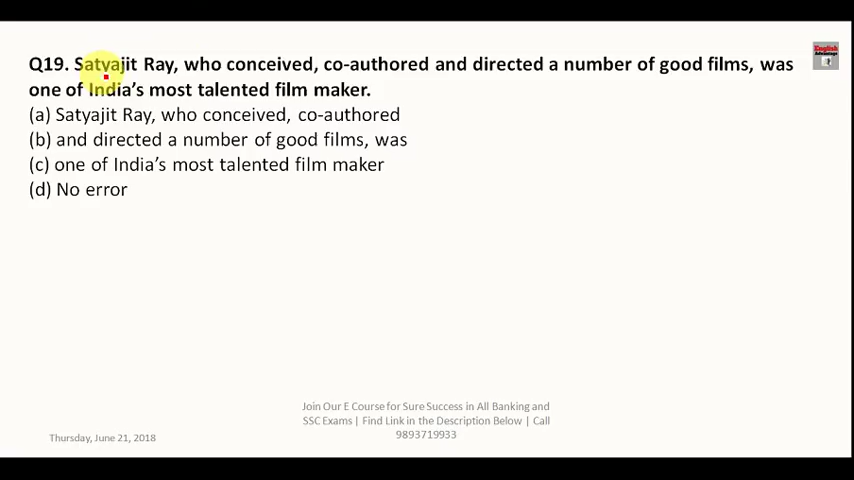 English
Advantage
Q19. Satyajit Ray, who conceived, co-authored and directed a number of good films, was
one of India’s most talented film maker.
(a) Satyajit Ray, who conceived, co-authored
(b) and directed a number of good films, was
(c) one of India’s most talented film maker
(d) No error
Join Our E Course for Sure Success in All Banking and
SSC Exams | Find Link in the Description Below | Call
9893719933
Thursday, June 21, 2018